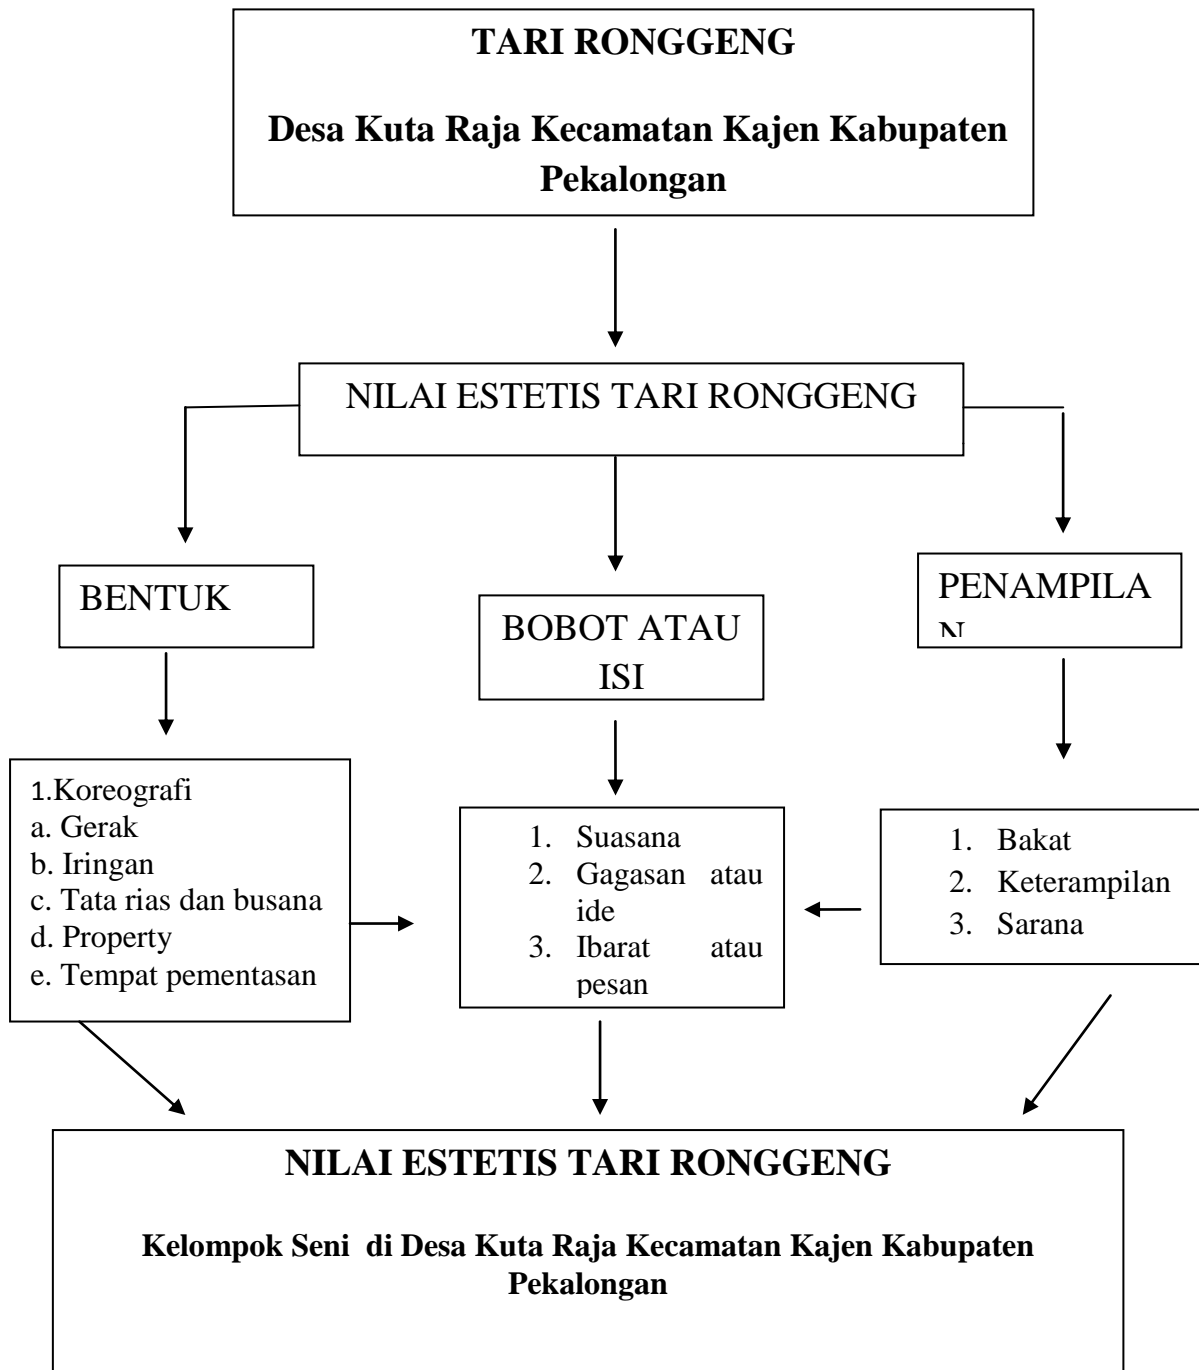 TARI RONGGENG
Desa Kuta Raja Kecamatan Kajen Kabupaten
Pekalongan
NILAI ESTETIS TARI RONGGENG
BENTUK
BOBOT ATAU
ISI
PENAMPILA
N
1.Koreografi
a. Gerak
b. Iringan
c. Tata rias dan busana
d. Property
e. Tempat pementasan
1. Suasana
2. Gagasan atau
ide
3. Ibarat atau
pesan
1. Bakat
2. Keterampilan
3. Sarana
NILAI ESTETIS TARI RONGGENG
Kelompok Seni di Desa Kuta Raja Kecamatan Kajen Kabupaten
Pekalongan